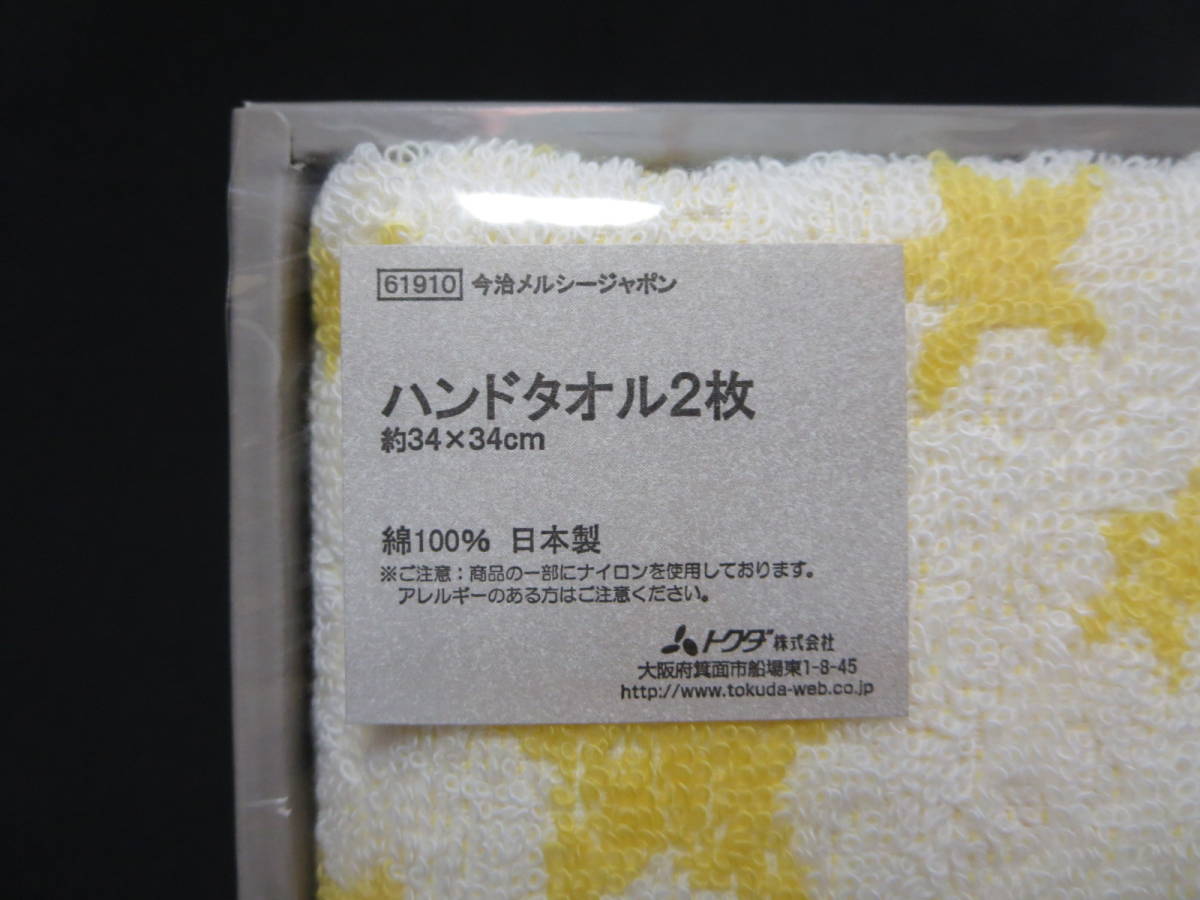 61910 今治メルシージャポン
ハンドタオル2枚
約34×34cm
綿100% 日本製
※ご注意:商品の一部にナイロンを使用しております。
アレルギーのある方はご注意ください。
トクダ株式会社
大阪府箕面市船場東1-8-45
http://www.tokuda-web.co.jp